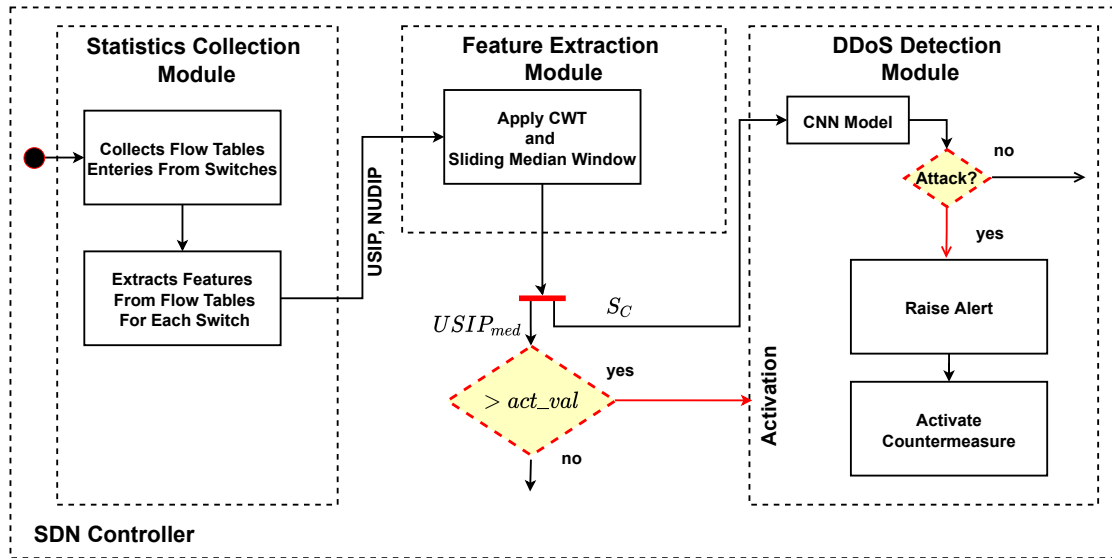 Statistics Collection
Module
Collects Flow Tables
Enteries From Switches
Extracts Features
From Flow Tables
For Each Switch
USIP, NUDIP
Feature Extraction
Module
Apply CWT
and
Sliding Median Window
S_C
USIP_med
> act_val
yes
no
Activation
DDoS Detection
Module
CNN Model
Attack?
no
yes
Raise Alert
Activate
Countermeasure
SDN Controller